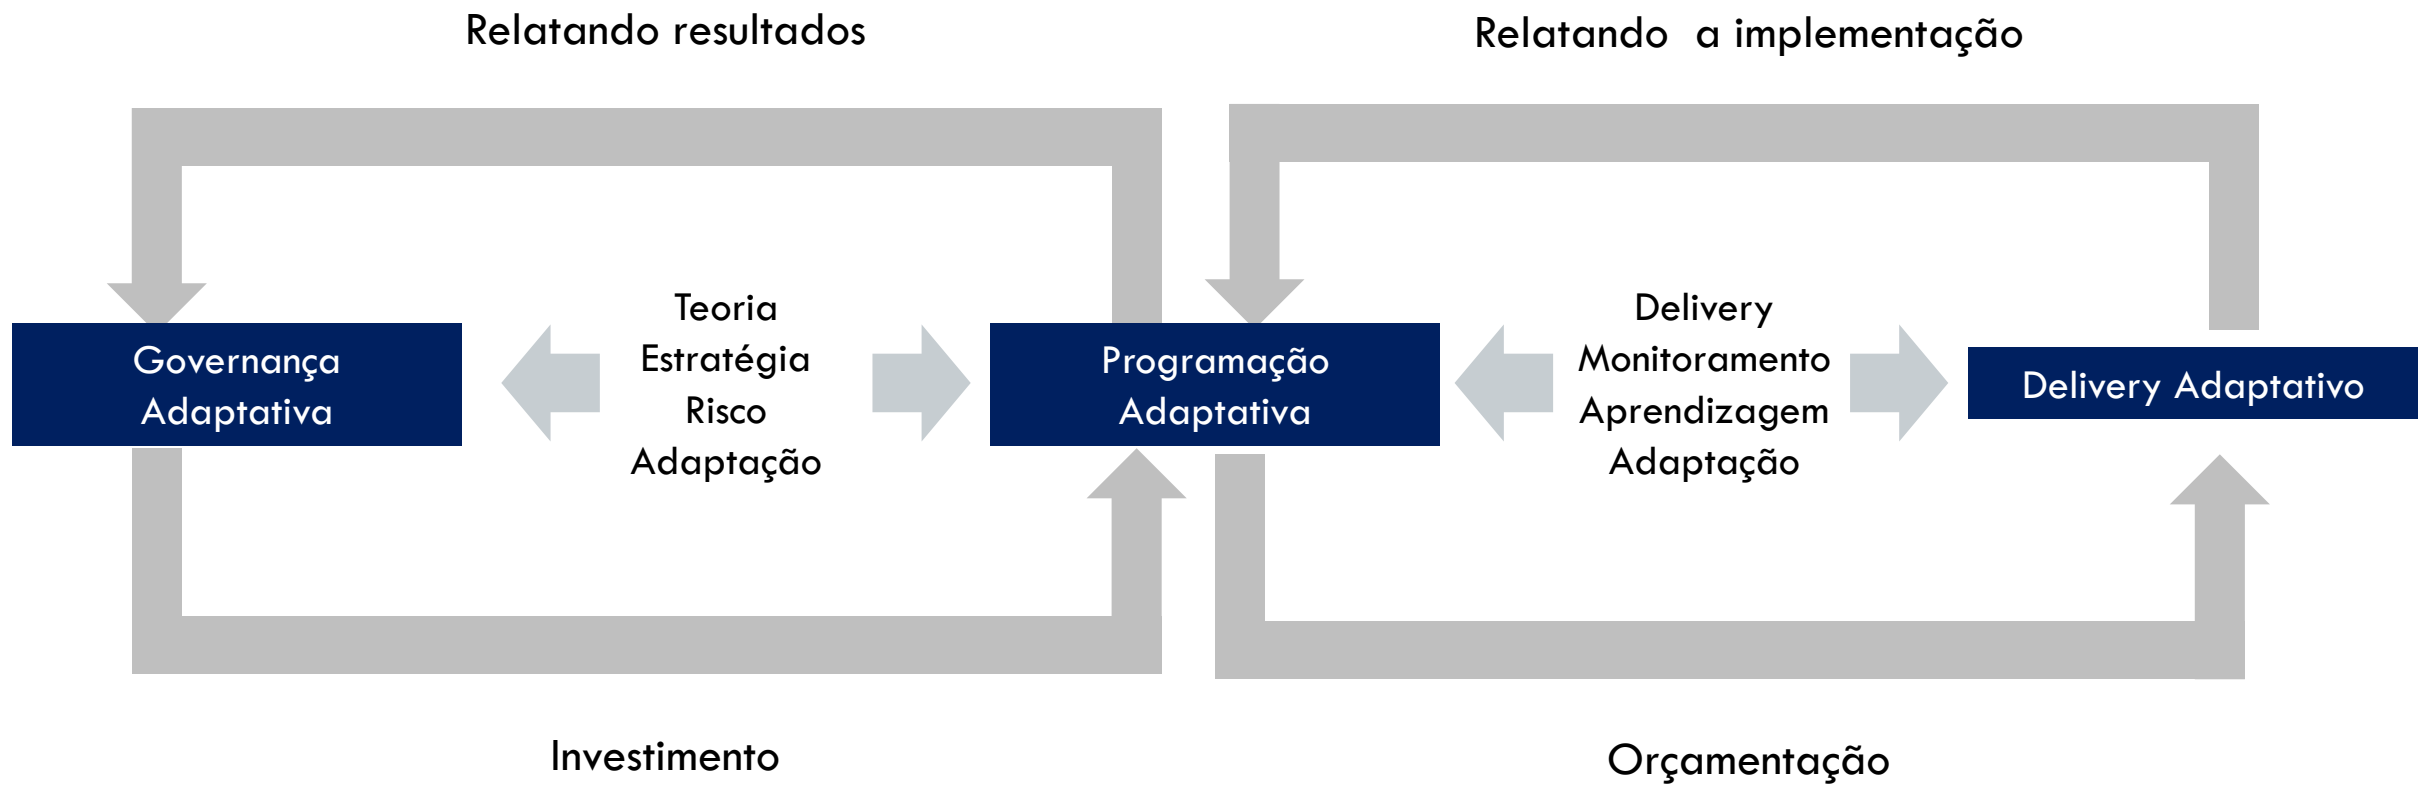 Relatando resultados
Relatando a implementação
Governança
Adaptativa
Teoria
Estratégia
Risco
Adaptação
Programação
Adaptativa
Delivery
Monitoramento
Aprendizagem
Adaptação
Delivery Adaptativo
Investimento
Orçamentação